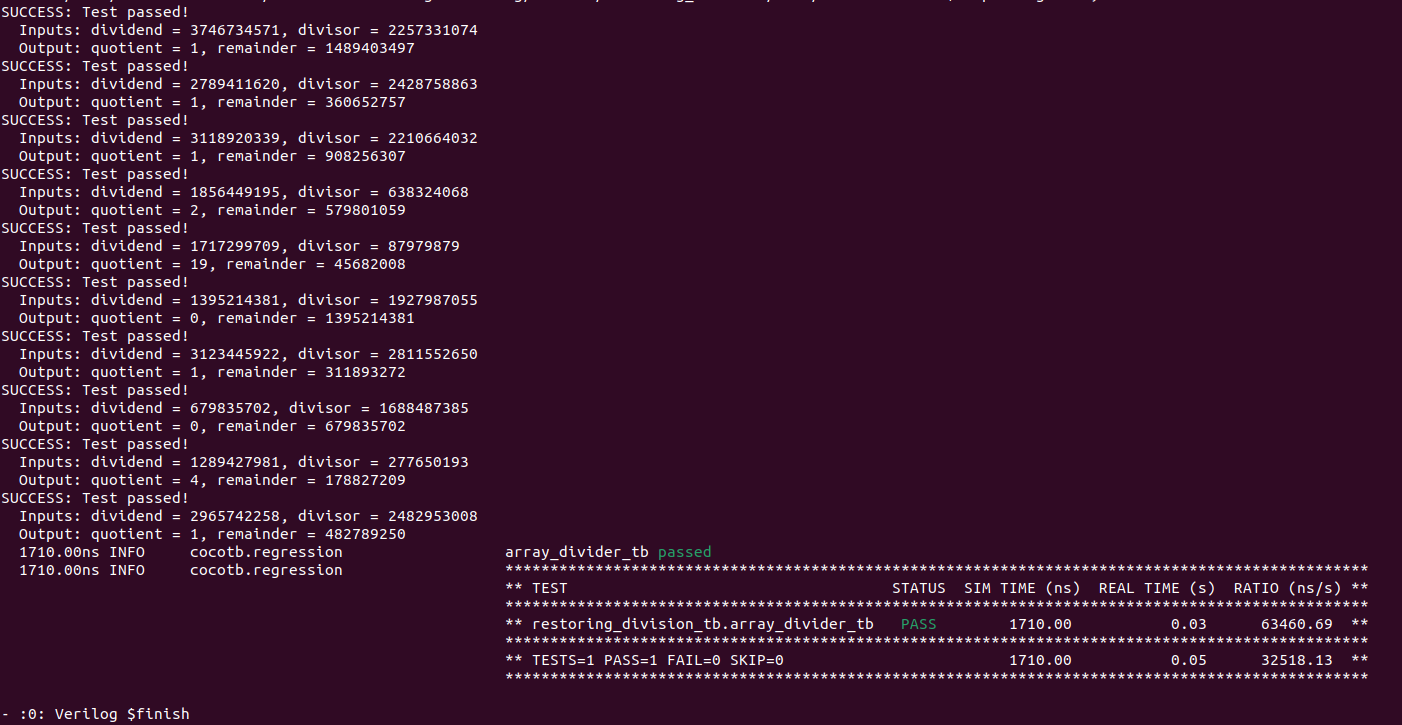 SUCCESS: Test passed!
  Inputs: dividend = 3746734571, divisor = 2257331074
  Output: quotient = 1, remainder = 1489403497
SUCCESS: Test passed!
  Inputs: dividend = 2789411620, divisor = 2428758863
  Output: quotient = 1, remainder = 360652757
SUCCESS: Test passed!
  Inputs: dividend = 3118920339, divisor = 2210664032
  Output: quotient = 1, remainder = 908256307
SUCCESS: Test passed!
  Inputs: dividend = 1856449195, divisor = 638324068
  Output: quotient = 2, remainder = 579801059
SUCCESS: Test passed!
  Inputs: dividend = 1717299709, divisor = 87979879
  Output: quotient = 19, remainder = 45682008
SUCCESS: Test passed!
  Inputs: dividend = 1395214381, divisor = 1927987055
  Output: quotient = 0, remainder = 1395214381
SUCCESS: Test passed!
  Inputs: dividend = 3123445922, divisor = 2811552650
  Output: quotient = 1, remainder = 311893272
SUCCESS: Test passed!
  Inputs: dividend = 679835702, divisor = 1688487385
  Output: quotient = 0, remainder = 679835702
SUCCESS: Test passed!
  Inputs: dividend = 1289427981, divisor = 277650193
  Output: quotient = 4, remainder = 178827209
SUCCESS: Test passed!
  Inputs: dividend = 2965742258, divisor = 2482953008
  Output: quotient = 1, remainder = 482789250
  1710.00ns INFO     cocotb.regression                  array_divider_tb passed
  1710.00ns INFO     cocotb.regression                  ************************************************************************************************
                                                        ** TEST                                    STATUS  SIM TIME (ns)  REAL TIME (s)  RATIO (ns/s) **
                                                        ************************************************************************************************
                                                        ** restoring_division_tb.array_divider_tb   PASS        1710.00           0.03      63460.69  **
                                                        ************************************************************************************************
                                                        ** TESTS=1 PASS=1 FAIL=0 SKIP=0                         1710.00           0.05      32518.13  **
                                                        ************************************************************************************************
- :0: Verilog $finish